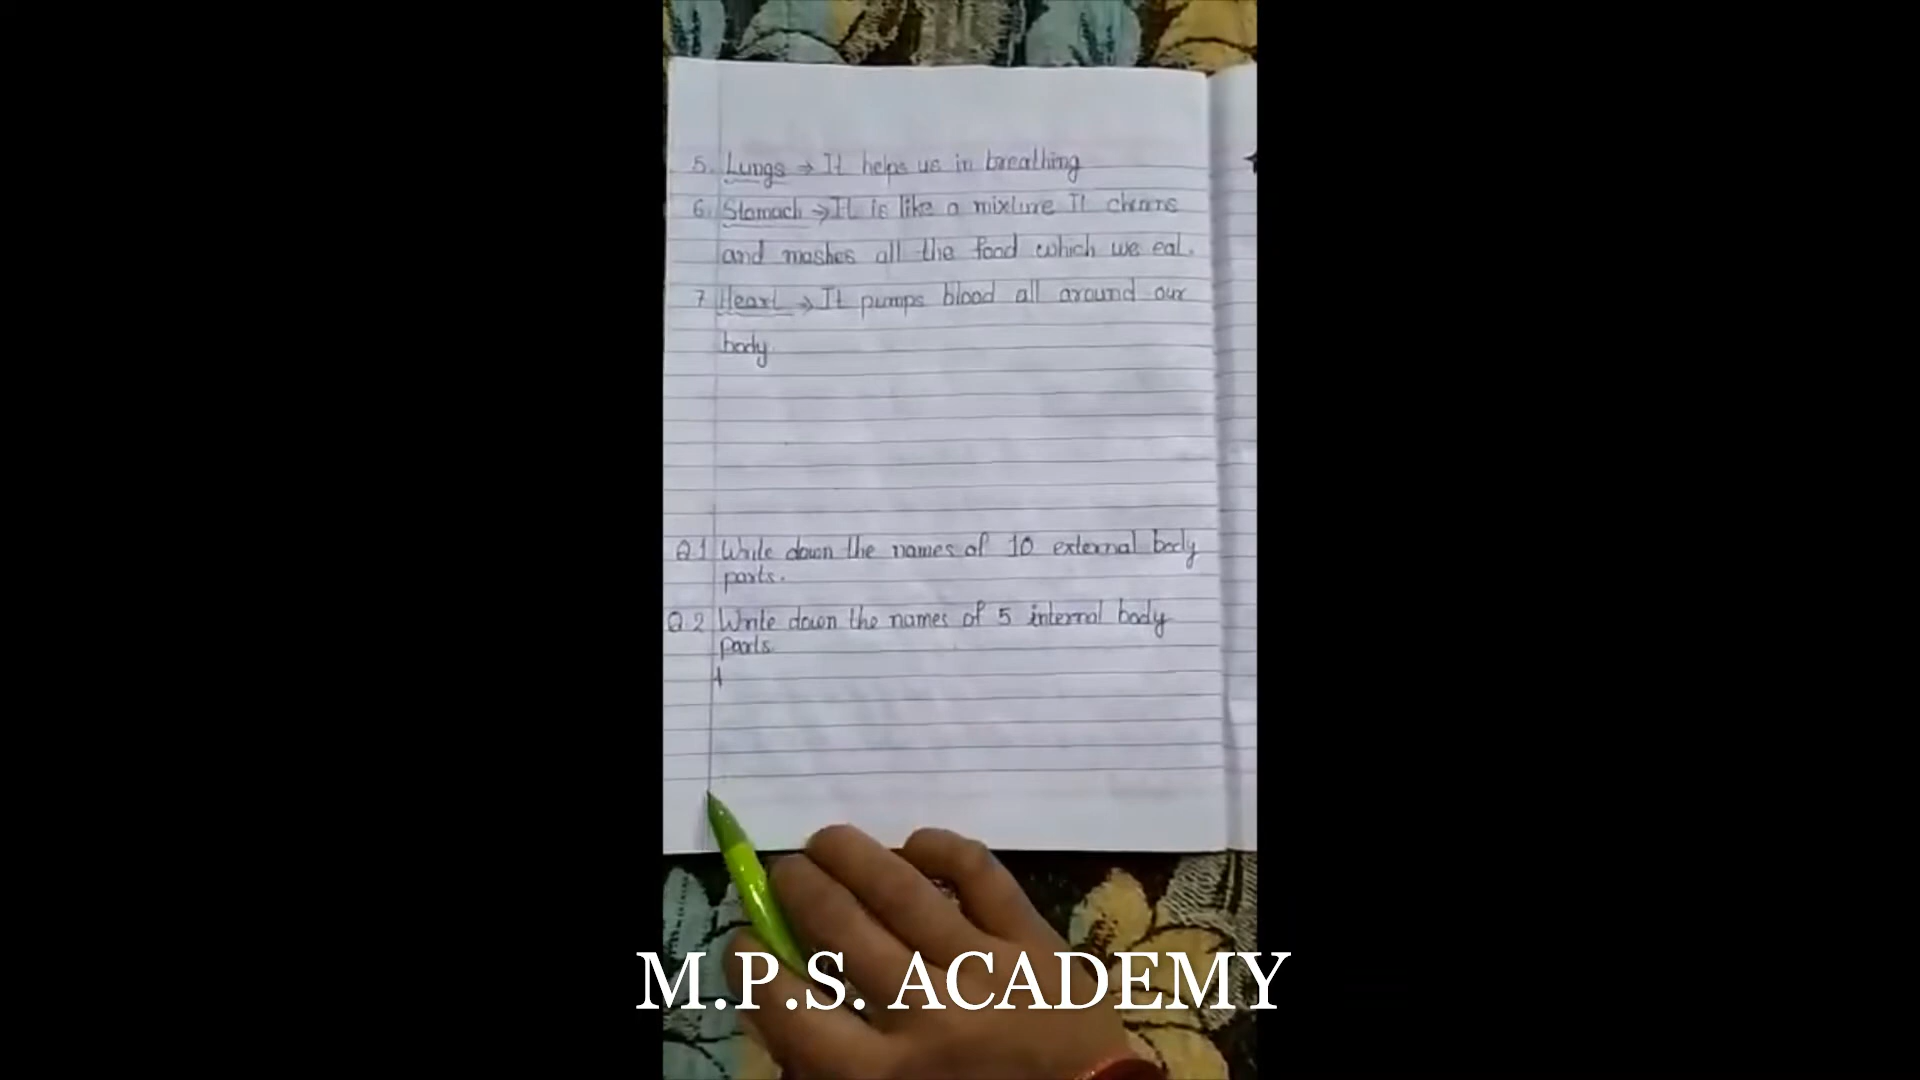 5. Lungs → It helps us in breathing
6. Stomach → It is like a mixture It churns
and mashes all the food which we eat.
7 Heart → It pumps blood all around our
body
Q 1 Write down the names of 10 external body
parts.
Q 2 Write down the names of 5 internal body
parts
M.P.S. ACADEMY